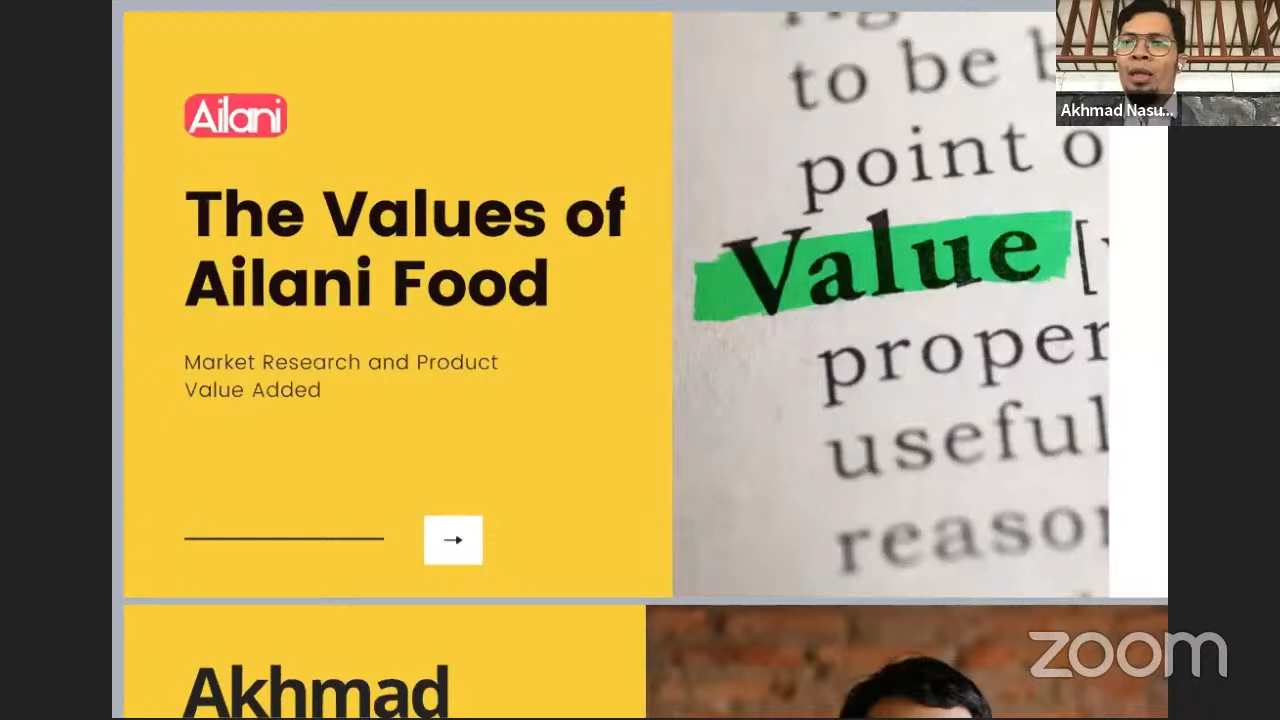 Ailani
The Values of
Ailani Food
Market Research and Product
Value Added
to be b
point o
Value [
proper
useful
reason
Akhmad Nasu...
Akhmad
zoom